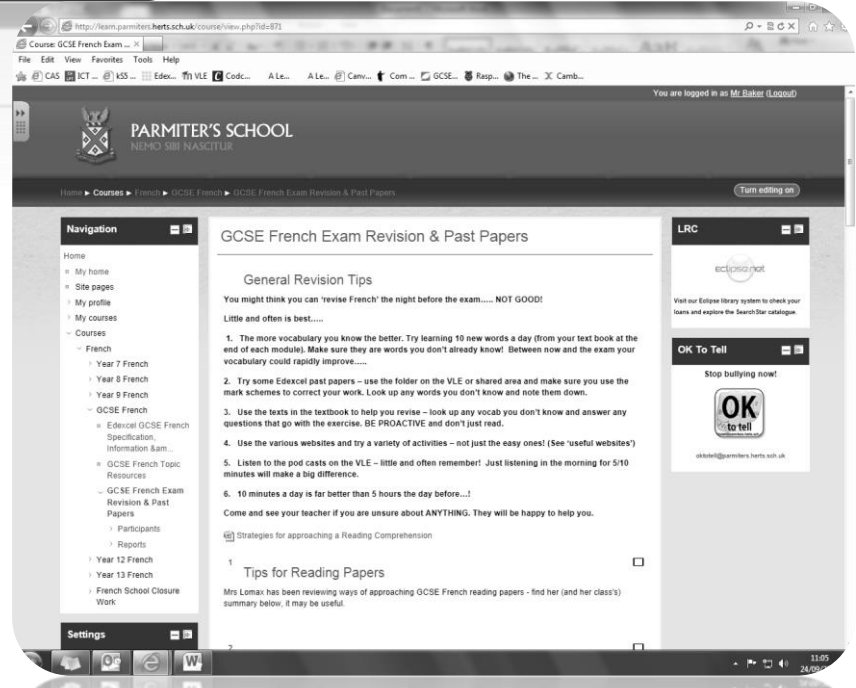 http://learn.parmiters.herts.sch.uk/course/view.php?id=871
Course: GCSE French Exam ...
File Edit View Favorites Tools Help
CAS ICT ... kS5 ... Edex... VLE Codc... A Le... A Le... Canv... Com ... GCSE... Rasp... The ... Camb...
You are logged in as Mr Baker (Logout)
PARMITER'S SCHOOL
NEMO SIBI NASCITUR
Home ► Courses ► French ► GCSE French ► GCSE French Exam Revision & Past Papers
Turn editing on
Navigation
Home
My home
Site pages
My profile
My courses
Courses
French
Year 7 French
Year 8 French
Year 9 French
GCSE French
Edexcel GCSE French
Specification,
Information &am...
GCSE French Topic
Resources
GCSE French Exam
Revision & Past
Papers
Participants
Reports
Year 12 French
Year 13 French
French School Closure
Work
Settings
GCSE French Exam Revision & Past Papers
General Revision Tips
You might think you can 'revise French' the night before the exam..... NOT GOOD!
Little and often is best.....
1. The more vocabulary you know the better. Try learning 10 new words a day (from your text book at the
end of each module). Make sure they are words you don't already know! Between now and the exam your
vocabulary could rapidly improve.....
2. Try some Edexcel past papers – use the folder on the VLE or shared area and make sure you use the
mark schemes to correct your work. Look up any words you don't know and note them down.
3. Use the texts in the textbook to help you revise – look up any vocab you don't know and answer any
questions that go with the exercise. BE PROACTIVE and don't just read.
4. Use the various websites and try a variety of activities – not just the easy ones! (See 'useful websites')
5. Listen to the pod casts on the VLE – little and often remember! Just listening in the morning for 5/10
minutes will make a big difference.
6. 10 minutes a day is far better than 5 hours the day before...!
Come and see your teacher if you are unsure about ANYTHING. They will be happy to help you.
Strategies for approaching a Reading Comprehension
1
Tips for Reading Papers
Mrs Lomax has been reviewing ways of approaching GCSE French reading papers - find her (and her class's)
summary below, it may be useful.
2
LRC
eclipse.net
Visit our Eclipse library system to check your
loans and explore the SearchStar catalogue.
OK To Tell
Stop bullying now!
OK
to tell
oktotell@parmiters.herts.sch.uk
11:05
24/09/